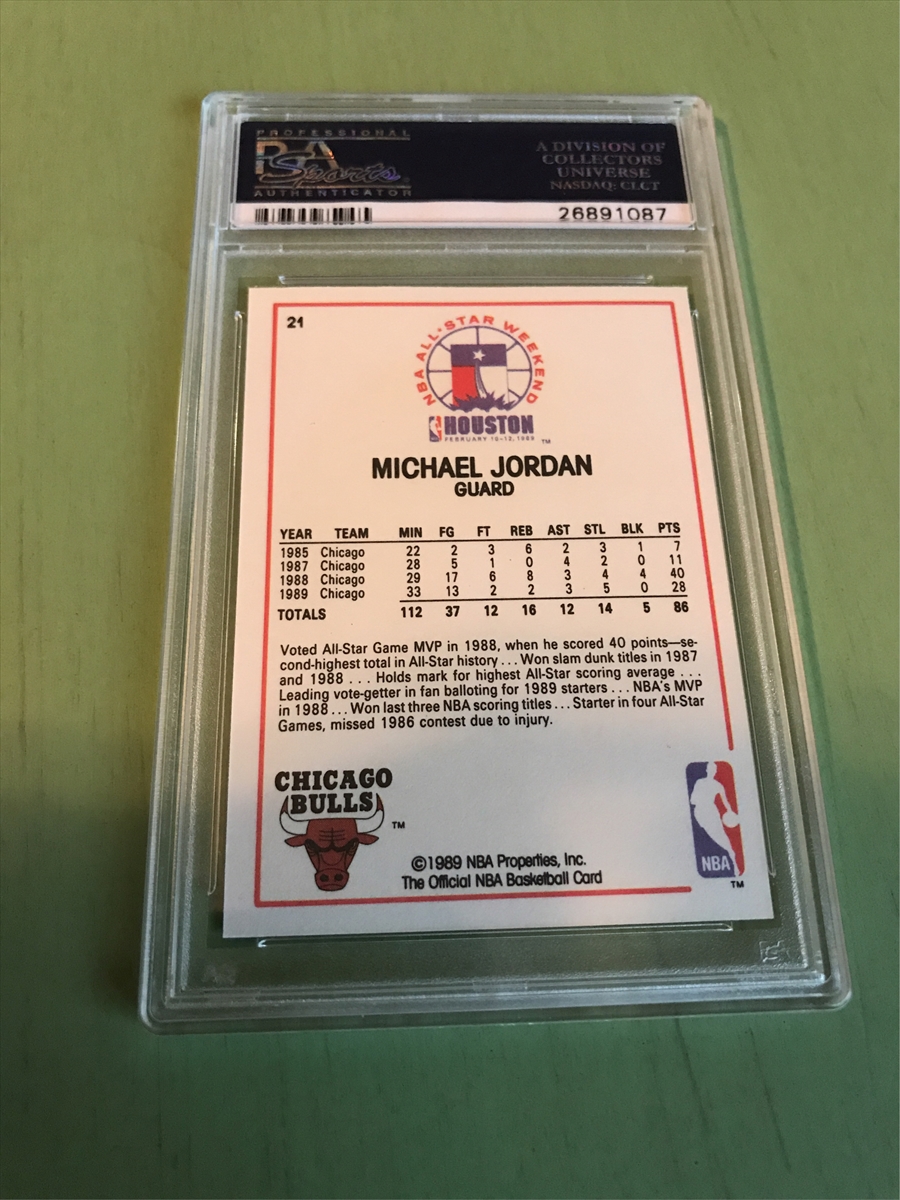 PROFESSIONAL
PSA
Sports
AUTHENTICATOR
A DIVISION OF
COLLECTORS
UNIVERSE
NASDAQ: CLCT
26891087
21
NBA ALL-STAR WEEKEND
HOUSTON
FEBRUARY 10-12, 1989 TM
MICHAEL JORDAN
GUARD
YEAR TEAM MIN FG FT REB AST STL BLK PTS
1985 Chicago 22 2 3 6 2 3 1 7
1987 Chicago 28 5 1 0 4 2 0 11
1988 Chicago 29 17 6 8 3 4 4 40
1989 Chicago 33 13 2 2 3 5 0 28
TOTALS 112 37 12 16 12 14 5 86
Voted All-Star Game MVP in 1988, when he scored 40 points—se-
cond-highest total in All-Star history . . . Won slam dunk titles in 1987
and 1988 . . . Holds mark for highest All-Star scoring average . . .
Leading vote-getter in fan balloting for 1989 starters . . . NBA's MVP
in 1988 . . . Won last three NBA scoring titles . . . Starter in four All-Star
Games, missed 1986 contest due to injury.
CHICAGO
BULLS
TM
©1989 NBA Properties, Inc.
The Official NBA Basketball Card
NBA
TM